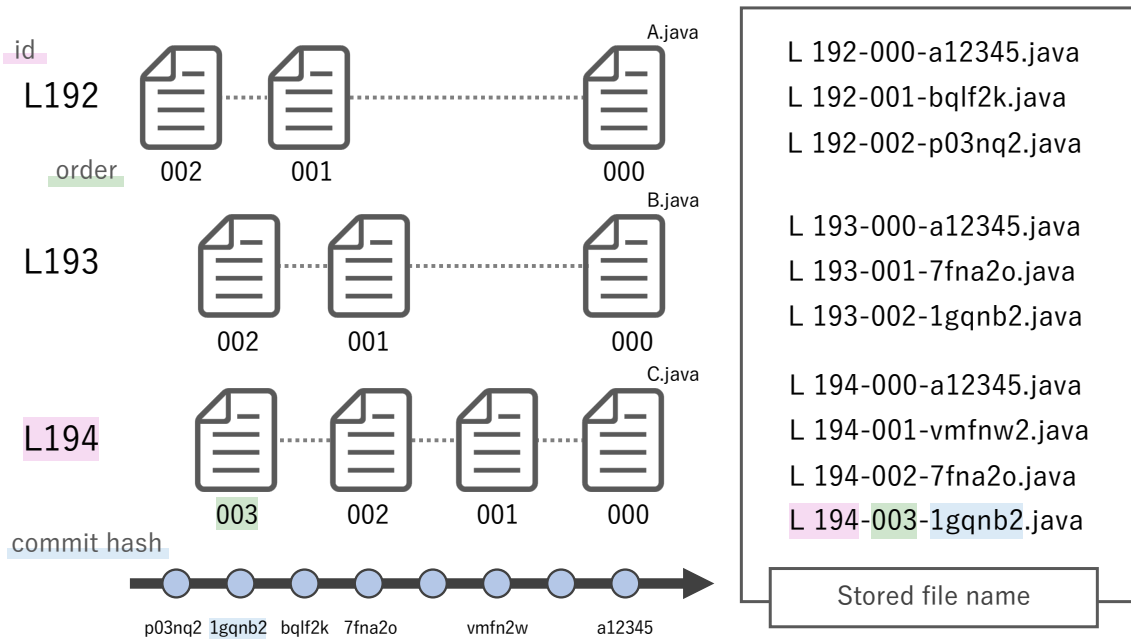 id
A.java
L192
002
001
000
order
B.java
L193
002
001
000
C.java
L194
003
002
001
000
commit hash
p03nq2
1gqnb2
bqlf2k
7fna2o
vmfn2w
a12345
L 192-000-a12345.java
L 192-001-bqlf2k.java
L 192-002-p03nq2.java
L 193-000-a12345.java
L 193-001-7fna2o.java
L 193-002-1gqnb2.java
L 194-000-a12345.java
L 194-001-vmfnw2.java
L 194-002-7fna2o.java
L 194-003-1gqnb2.java
Stored file name